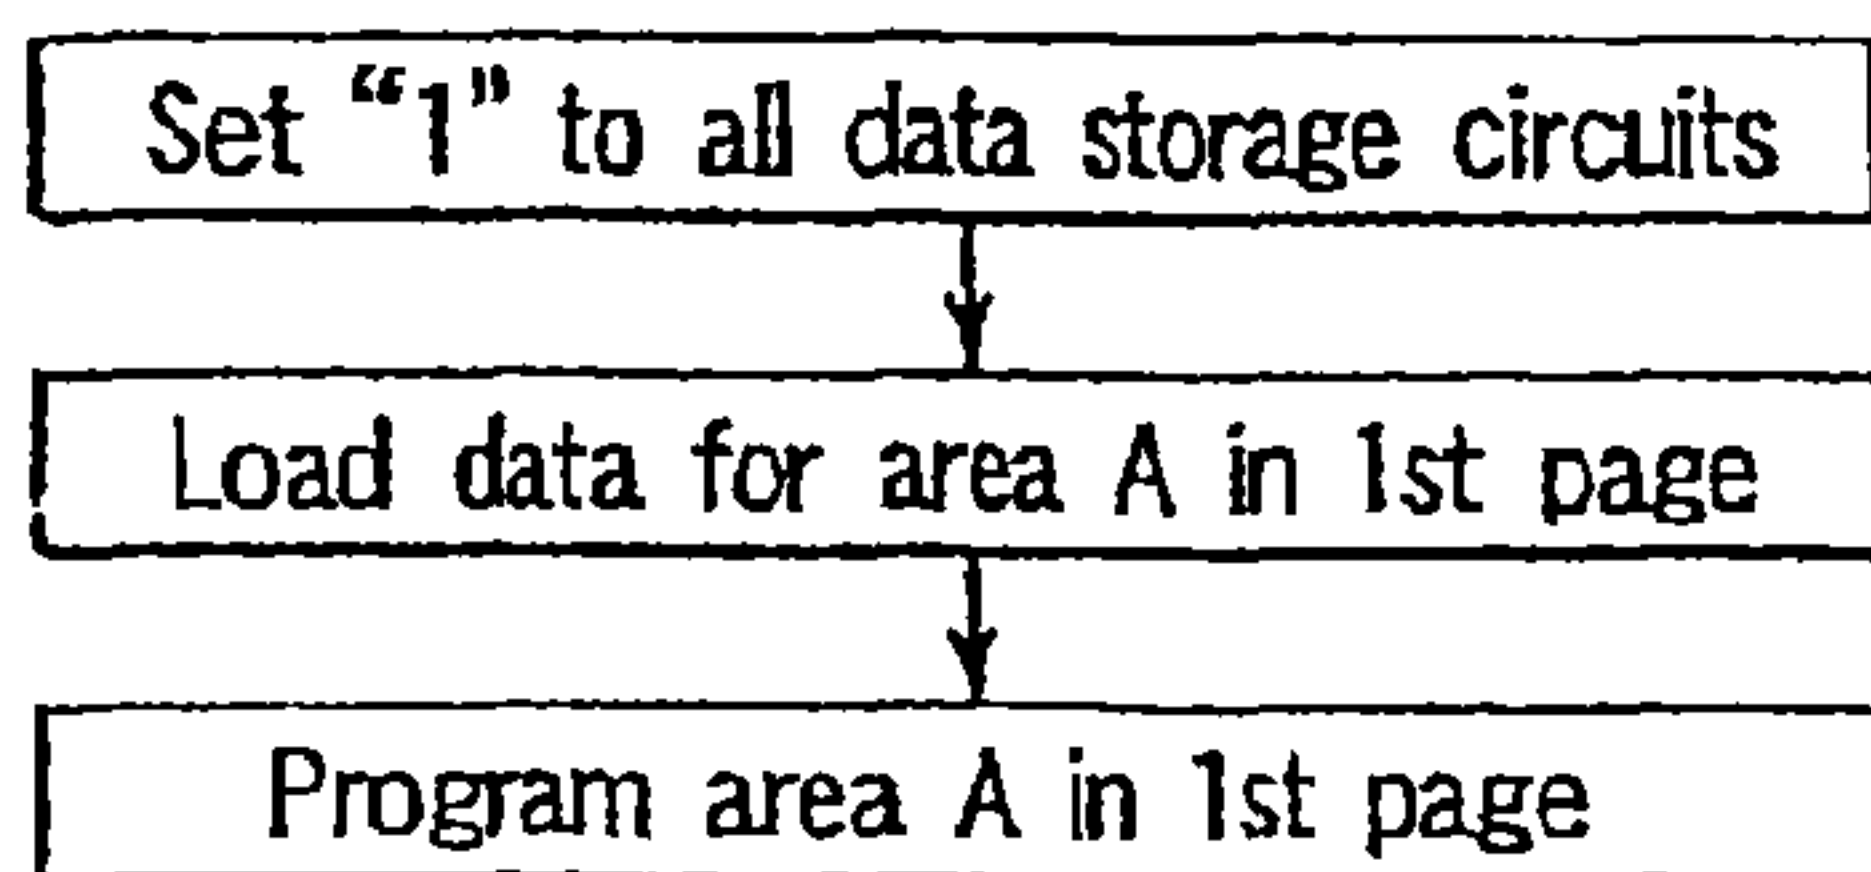 Set “1” to all data storage circuits
Load data for area A in 1st page
Program area A in 1st page